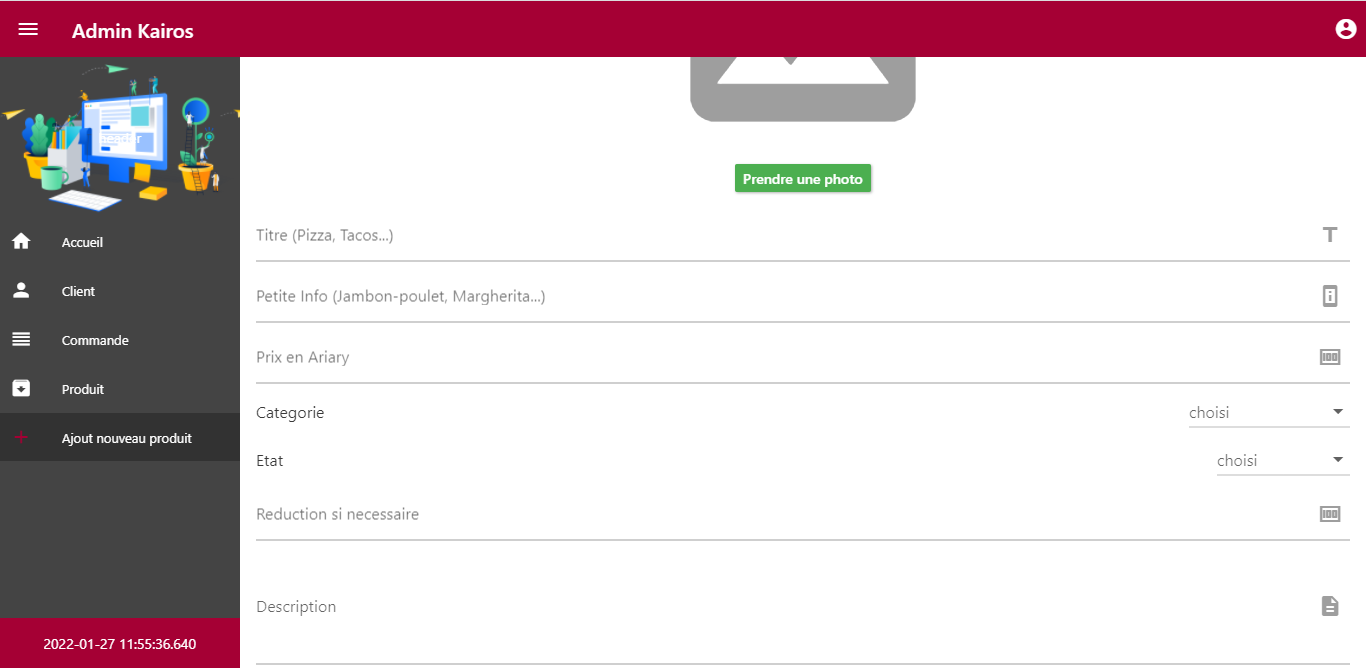 Admin Kairos
Prendre une photo
Titre (Pizza, Tacos...)
Petite Info (Jambon-poulet, Margherita...)
Prix en Ariary
Categorie
choisi
Etat
choisi
Reduction si necessaire
Description
Accueil
Client
Commande
Produit
Ajout nouveau produit
2022-01-27 11:55:36.640